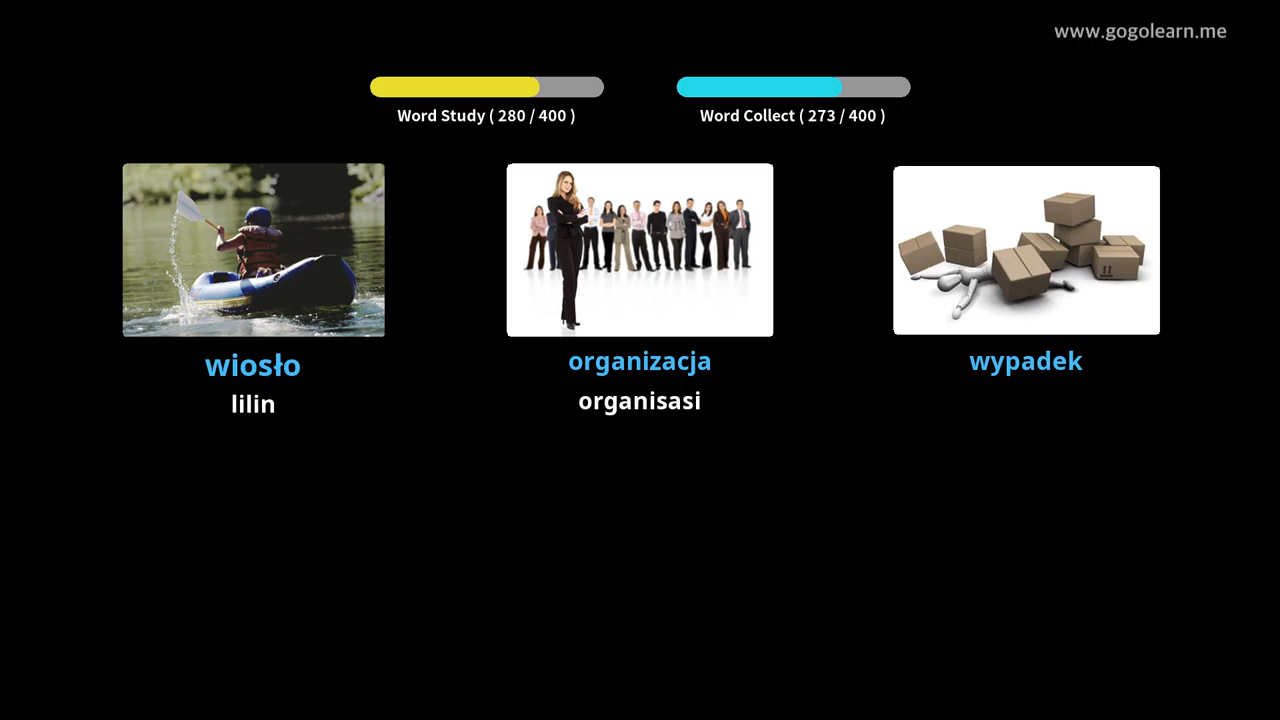 www.gogolearn.me
Word Study ( 280 / 400 )
Word Collect ( 273 / 400 )
wiosło
lilin
organizacja
organisasi
wypadek